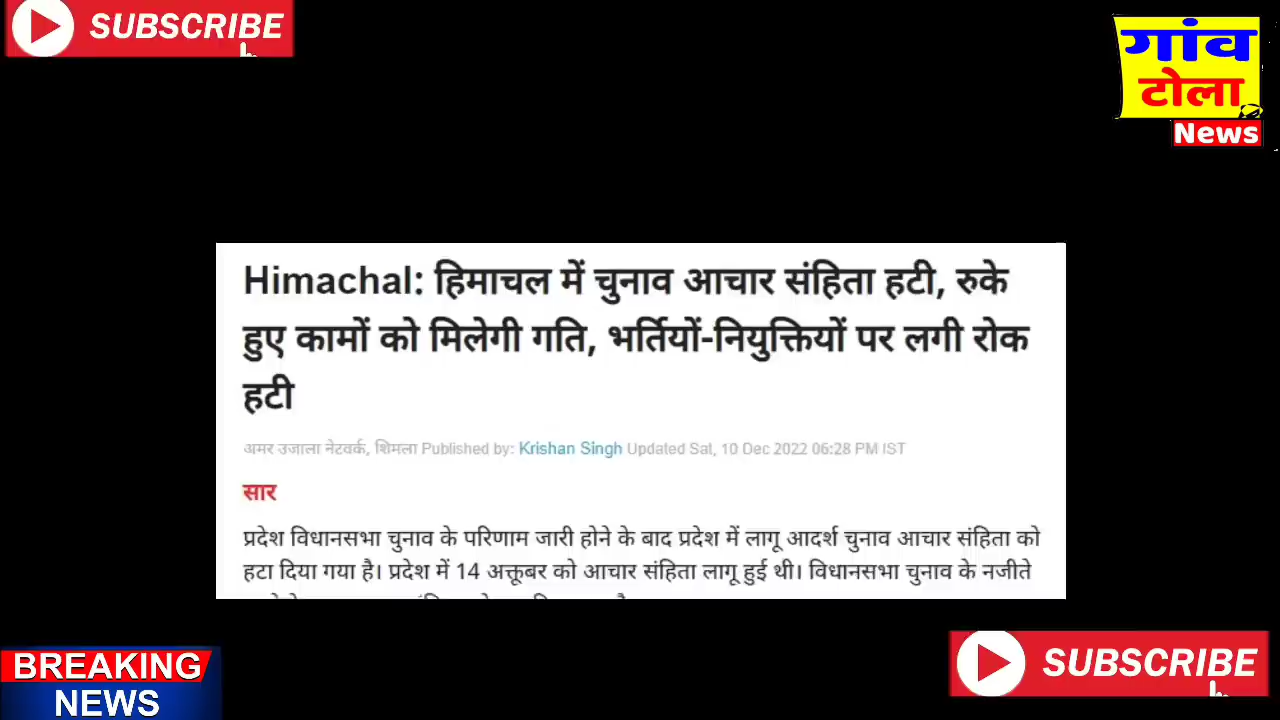 SUBSCRIBE
गांव
टोला
News
Himachal: हिमाचल में चुनाव आचार संहिता हटी, रुके
हुए कामों को मिलेगी गति, भर्तियों-नियुक्तियों पर लगी रोक
हटी
अमर उजाला नेटवर्क, शिमला Published by: Krishan Singh Updated Sat, 10 Dec 2022 06:28 PM IST
सार
प्रदेश विधानसभा चुनाव के परिणाम जारी होने के बाद प्रदेश में लागू आदर्श चुनाव आचार संहिता को
हटा दिया गया है। प्रदेश में 14 अक्तूबर को आचार संहिता लागू हुई थी। विधानसभा चुनाव के नजीते
BREAKING
NEWS
SUBSCRIBE